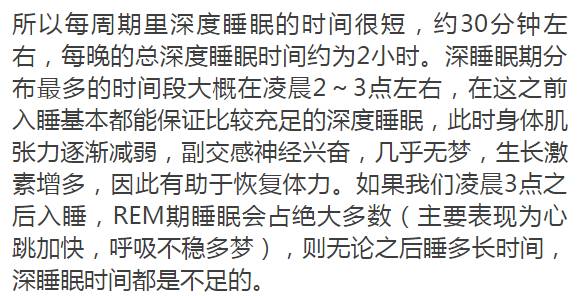 所以每周期里深度睡眠的时间很短，约30分钟左
右，每晚的总深度睡眠时间约为2小时。深睡眠期分
布最多的时间段大概在凌晨2～3点左右，在这之前
入睡基本都能保证比较充足的深度睡眠，此时身体肌
张力逐渐减弱，副交感神经兴奋，几乎无梦，生长激
素增多，因此有助于恢复体力。如果我们凌晨3点之
后入睡，REM期睡眠会占绝大多数（主要表现为心
跳加快，呼吸不稳多梦），则无论之后睡多长时间，
深睡眠时间都是不足的。